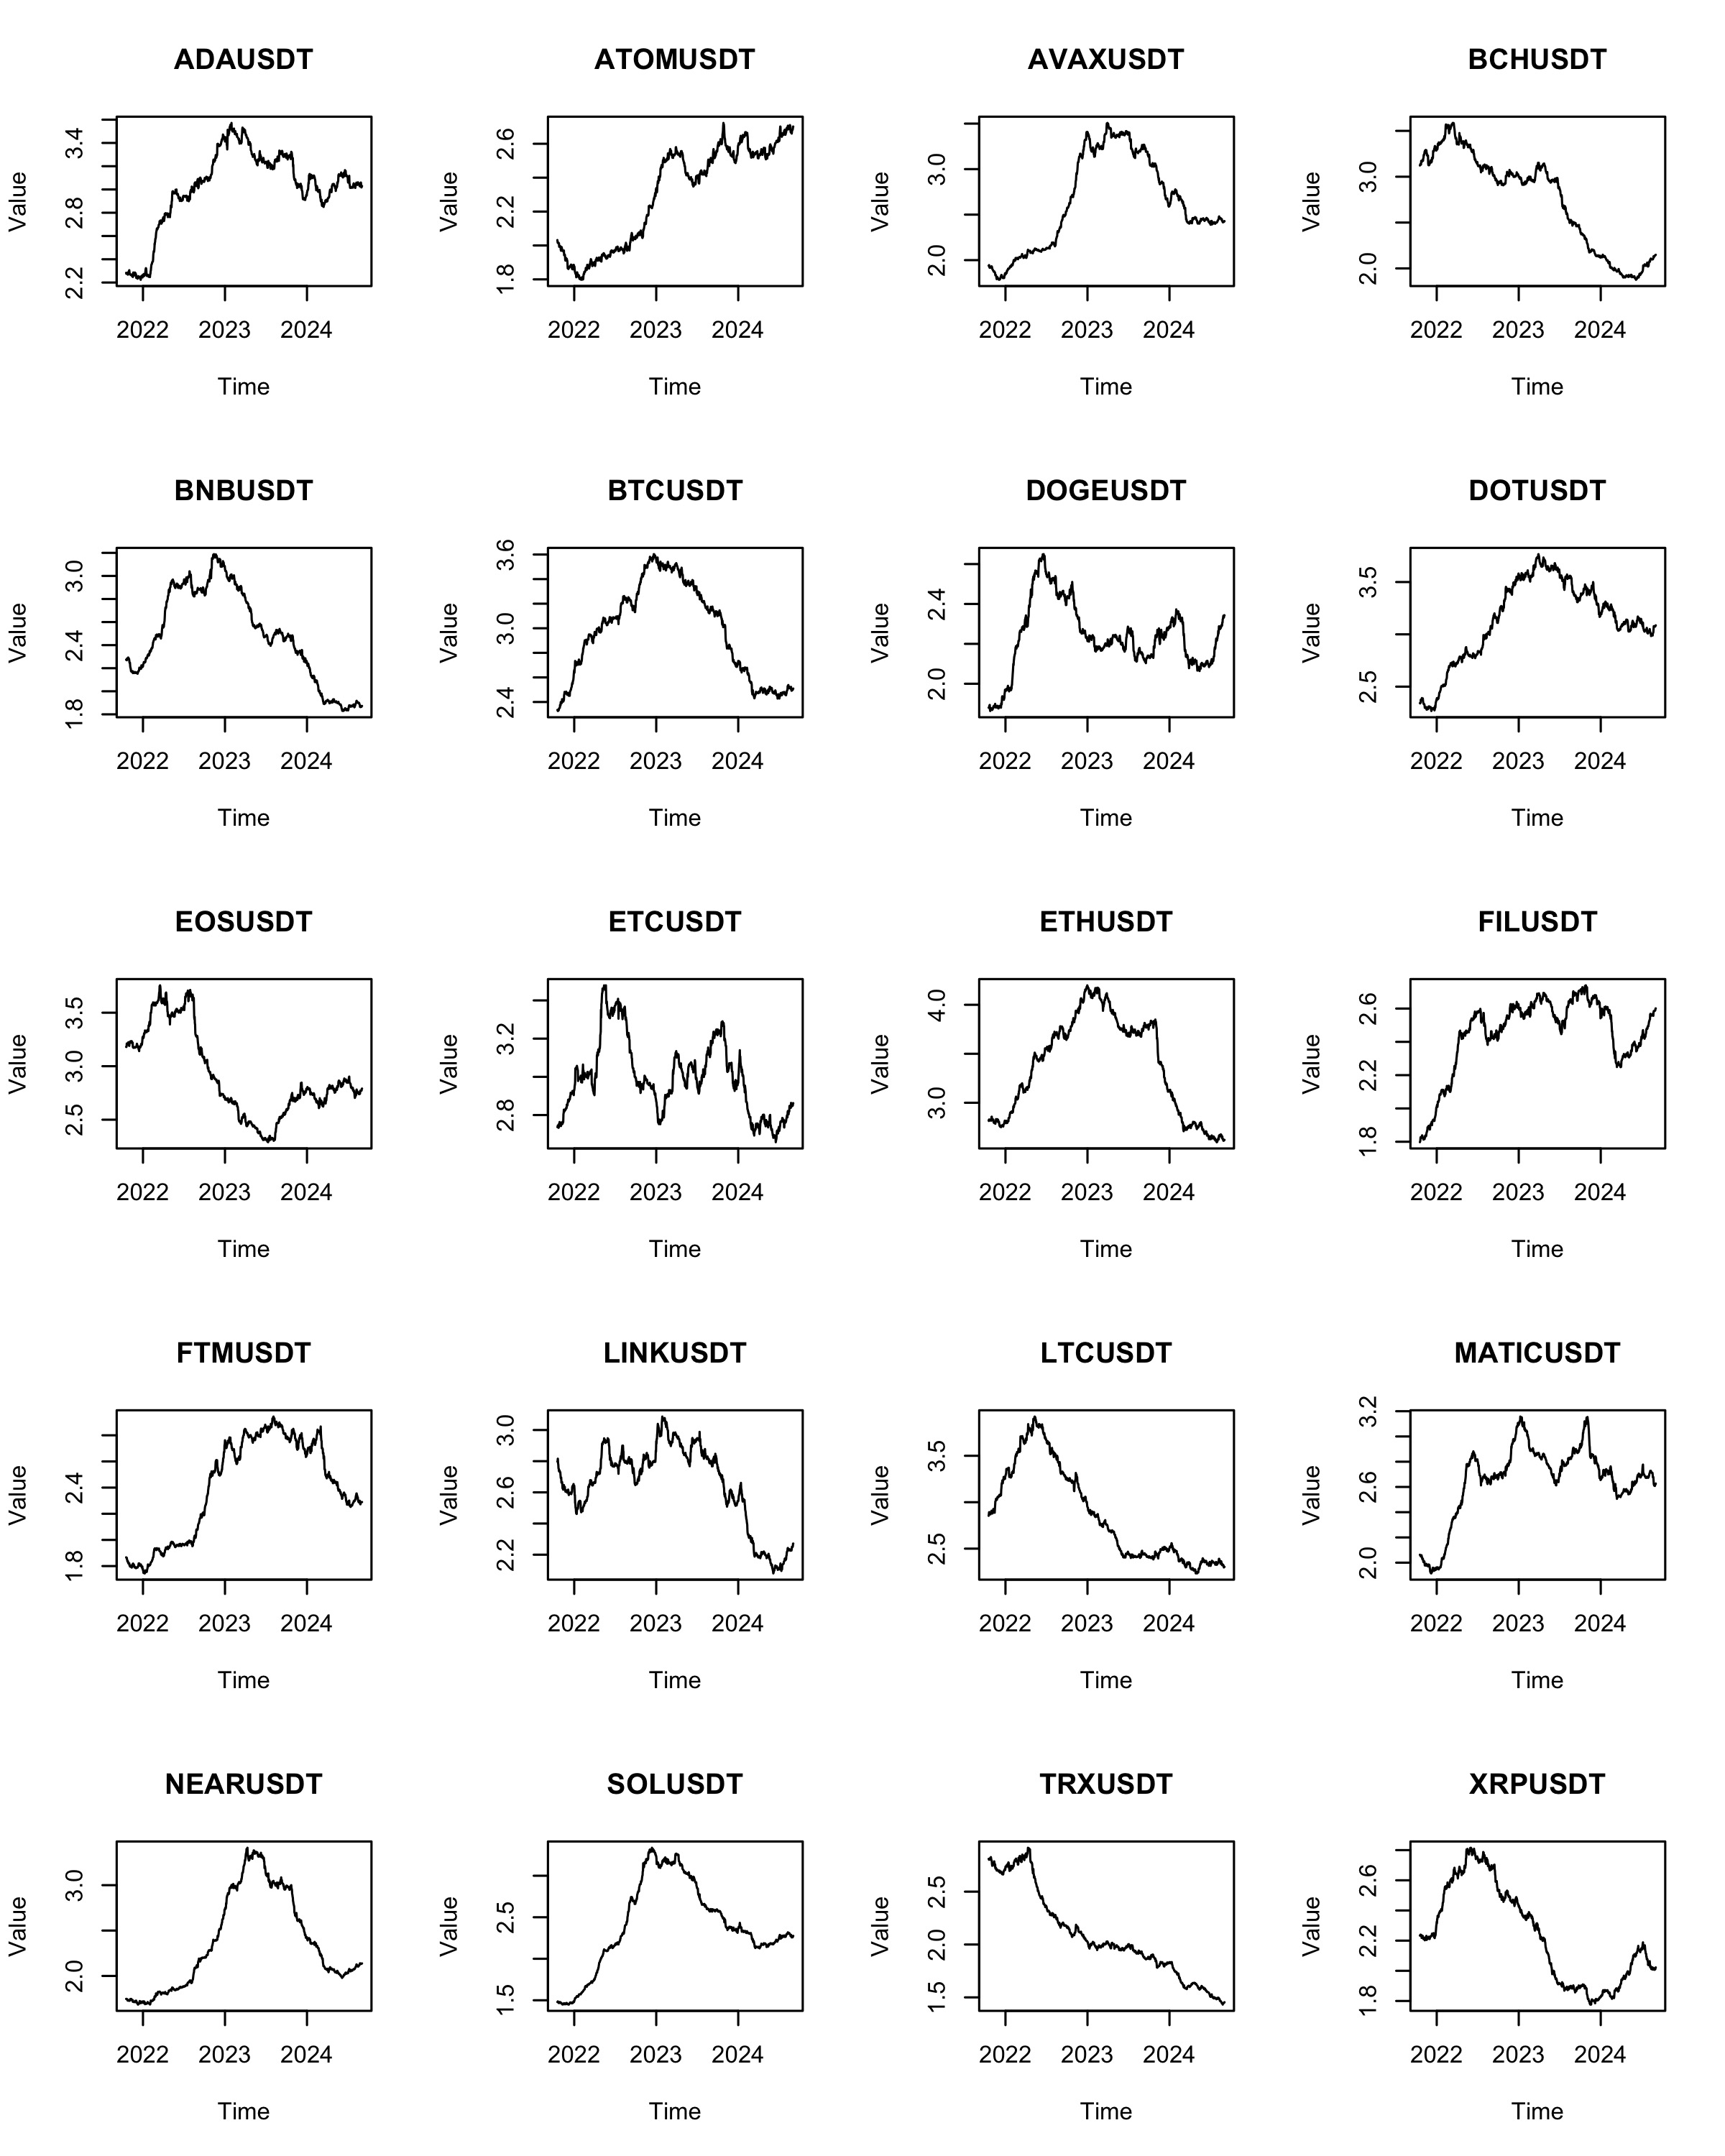 ADAUSDT
Value
3.4
2.8
2.2
2022 2023 2024
Time
ATOMUSDT
Value
2.6
2.2
1.8
2022 2023 2024
Time
AVAXUSDT
Value
3.0
2.0
2022 2023 2024
Time
BCHUSDT
Value
3.0
2.0
2022 2023 2024
Time
BNBUSDT
Value
3.0
2.4
1.8
2022 2023 2024
Time
BTCUSDT
Value
3.6
3.0
2.4
2022 2023 2024
Time
DOGEUSDT
Value
2.4
2.0
2022 2023 2024
Time
DOTUSDT
Value
3.5
2.5
2022 2023 2024
Time
EOSUSDT
Value
3.5
3.0
2.5
2022 2023 2024
Time
ETCUSDT
Value
3.2
2.8
2022 2023 2024
Time
ETHUSDT
Value
4.0
3.0
2022 2023 2024
Time
FILUSDT
Value
2.6
2.2
1.8
2022 2023 2024
Time
FTMUSDT
Value
2.4
1.8
2022 2023 2024
Time
LINKUSDT
Value
3.0
2.6
2.2
2022 2023 2024
Time
LTCUSDT
Value
3.5
2.5
2022 2023 2024
Time
MATICUSDT
Value
3.2
2.6
2.0
2022 2023 2024
Time
NEARUSDT
Value
3.0
2.0
2022 2023 2024
Time
SOLUSDT
Value
2.5
1.5
2022 2023 2024
Time
TRXUSDT
Value
2.5
2.0
1.5
2022 2023 2024
Time
XRPUSDT
Value
2.6
2.2
1.8
2022 2023 2024
Time